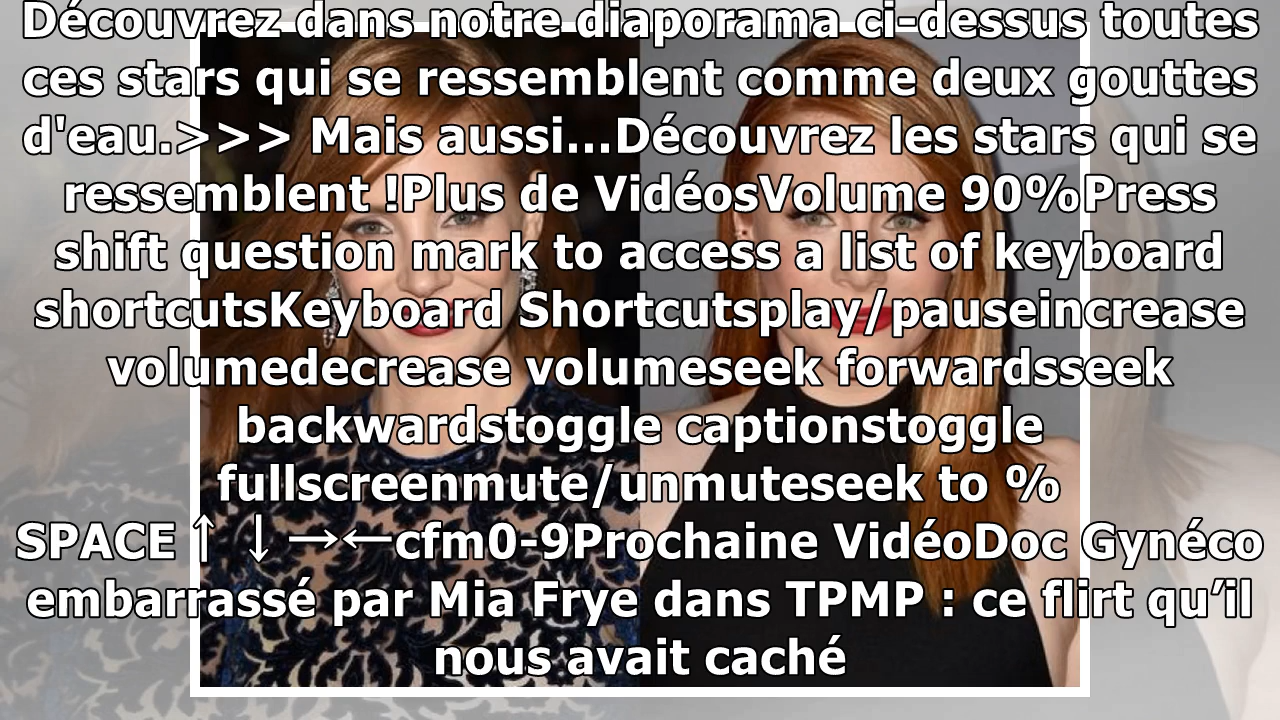 Découvrez dans notre diaporama ci-dessus toutes
ces stars qui se ressemblent comme deux gouttes
d'eau.>>> Mais aussi...Découvrez les stars qui se
ressemblent !Plus de VidéosVolume 90%Press
shift question mark to access a list of keyboard
shortcutsKeyboard Shortcutsplay/pauseincrease
volumedecrease volumeseek forwardsseek
backwardstoggle captionstoggle
fullscreenmute/unmuteseek to %
SPACE ↑ ↓ →←cfm0-9Prochaine VidéoDoc Gynéco
embarrassé par Mia Frye dans TPMP : ce flirt qu’il
nous avait caché